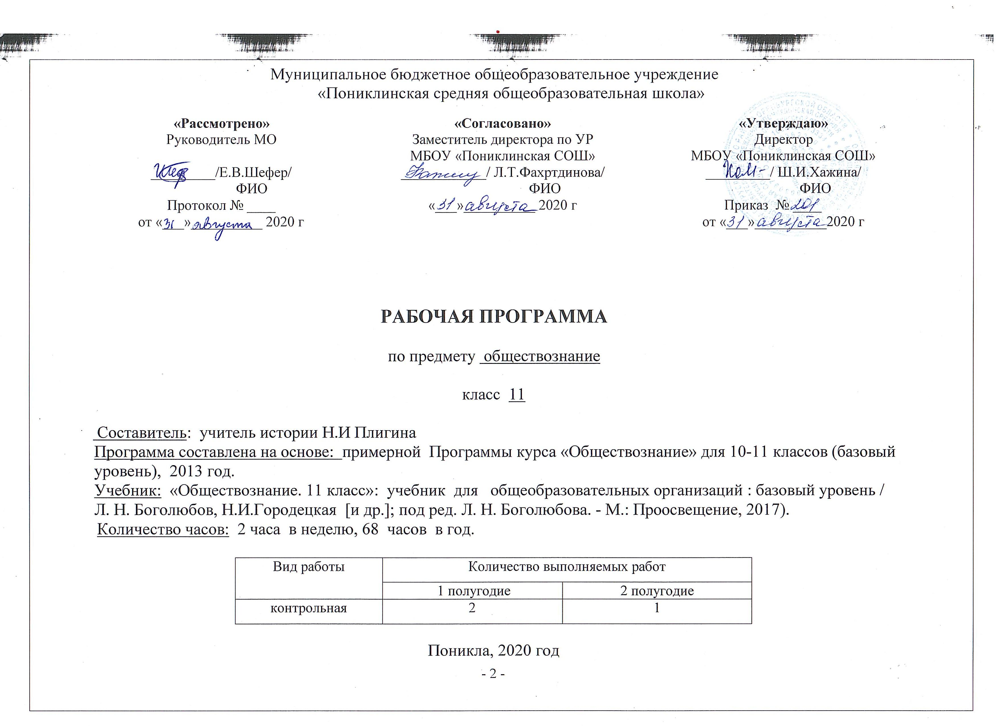 Муниципальное бюджетное общеобразовательное учреждение
«Пониклинская средняя общеобразовательная школа»
«Рассмотрено»
Руководитель МО
_________/Е.В.Шефер/
ФИО
Протокол № ____
от «31»августа 2020 г
«Согласовано»
Заместитель директора по УР
МБОУ «Пониклинская СОШ»
____________/ Л.Т.Фахртдинова/
ФИО
«31»августа 2020 г
«Утверждаю»
Директор
МБОУ «Пониклинская СОШ»
_________/ Ш.И.Хажина/
ФИО
Приказ №201
от «31»августа 2020 г
РАБОЧАЯ ПРОГРАММА
по предмету обществознание
класс 11
Составитель: учитель истории Н.И Плигина
Программа составлена на основе: примерной Программы курса «Обществознание» для 10-11 классов (базовый
уровень), 2013 год.
Учебник: «Обществознание. 11 класс»: учебник для общеобразовательных организаций : базовый уровень /
Л. Н. Боголюбов, Н.И.Городецкая [и др.]; под ред. Л. Н. Боголюбова. - М.: Проосвещение, 2017).
Количество часов: 2 часа в неделю, 68 часов в год.
Вид работы Количество выполняемых работ
1 полугодие 2 полугодие
контрольная 2 1
Поникла, 2020 год
- 2 -